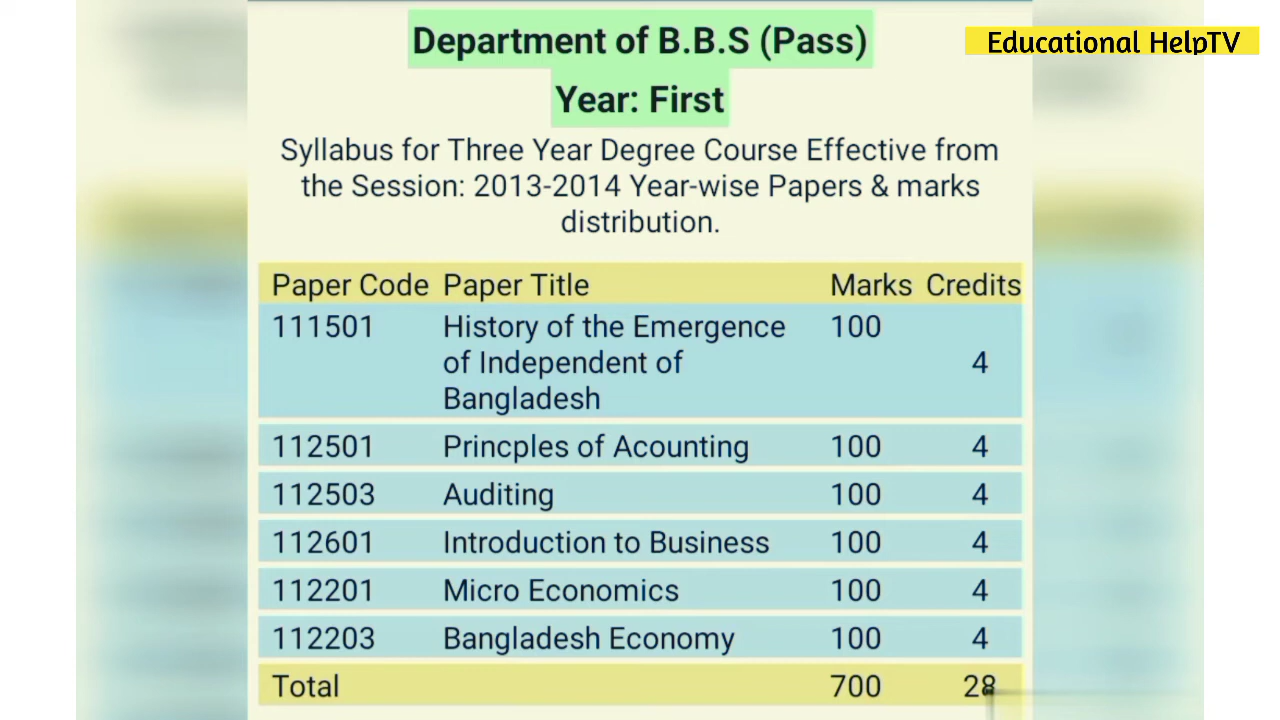 Department of B.B.S (Pass)
Educational HelpTV
Year: First
Syllabus for Three Year Degree Course Effective from
the Session: 2013-2014 Year-wise Papers & marks
distribution.
Paper Code Paper Title Marks Credits
111501 History of the Emergence 100
of Independent of 4
Bangladesh
112501 Princples of Acounting 100 4
112503 Auditing 100 4
112601 Introduction to Business 100 4
112201 Micro Economics 100 4
112203 Bangladesh Economy 100 4
Total 700 28